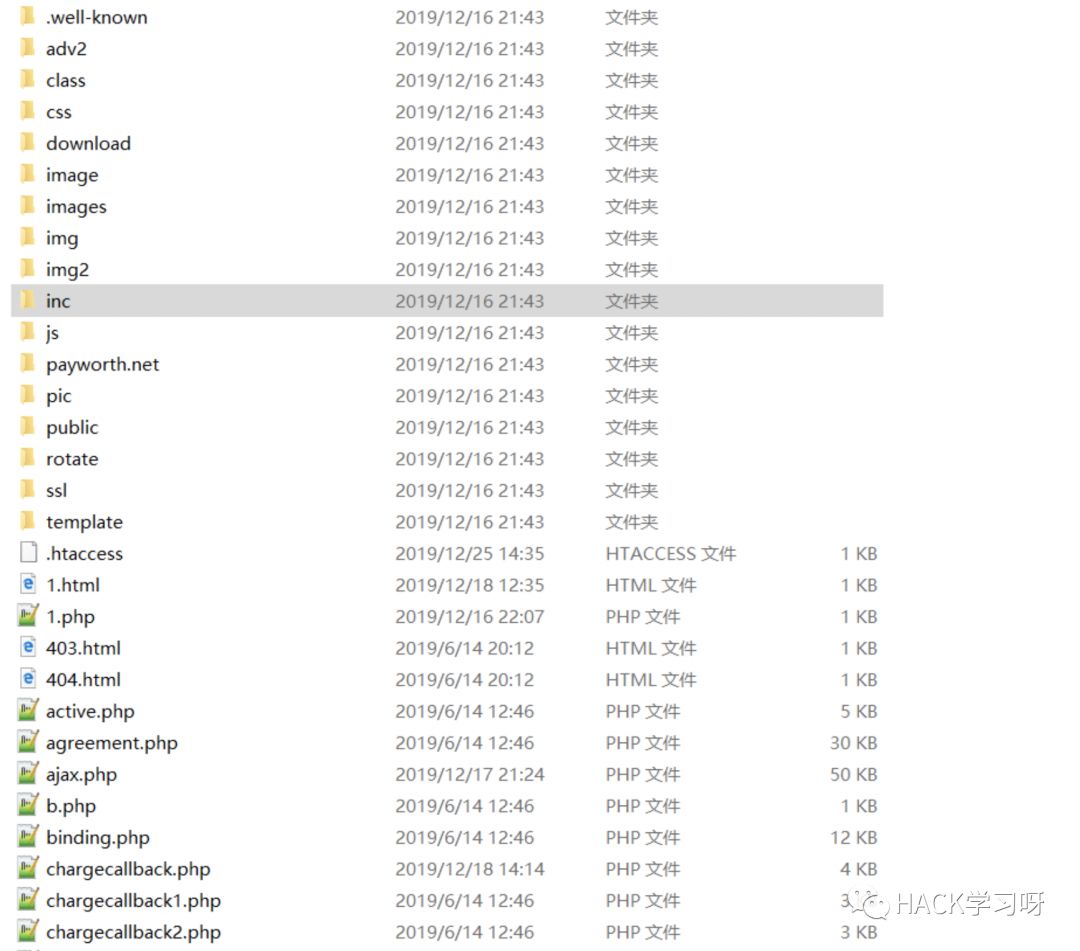 .well-known 2019/12/16 21:43 文件夹
adv2 2019/12/16 21:43 文件夹
class 2019/12/16 21:43 文件夹
css 2019/12/16 21:43 文件夹
download 2019/12/16 21:43 文件夹
image 2019/12/16 21:43 文件夹
images 2019/12/16 21:43 文件夹
img 2019/12/16 21:43 文件夹
img2 2019/12/16 21:43 文件夹
inc 2019/12/16 21:43 文件夹
js 2019/12/16 21:43 文件夹
payworth.net 2019/12/16 21:43 文件夹
pic 2019/12/16 21:43 文件夹
public 2019/12/16 21:43 文件夹
rotate 2019/12/16 21:43 文件夹
ssl 2019/12/16 21:43 文件夹
template 2019/12/16 21:43 文件夹
.htaccess 2019/12/25 14:35 HTACCESS 文件 1 KB
1.html 2019/12/18 12:35 HTML 文件 1 KB
1.php 2019/12/16 22:07 PHP 文件 1 KB
403.html 2019/6/14 20:12 HTML 文件 1 KB
404.html 2019/6/14 20:12 HTML 文件 1 KB
active.php 2019/6/14 12:46 PHP 文件 5 KB
agreement.php 2019/6/14 12:46 PHP 文件 30 KB
ajax.php 2019/12/17 21:24 PHP 文件 50 KB
b.php 2019/6/14 12:46 PHP 文件 1 KB
binding.php 2019/6/14 12:46 PHP 文件 12 KB
chargecallback.php 2019/12/18 14:14 PHP 文件 4 KB
chargecallback1.php 2019/6/14 12:46 PHP 文件 3
HACK学习呀
chargecallback2.php 2019/6/14 12:46 PHP 文件 3 KB